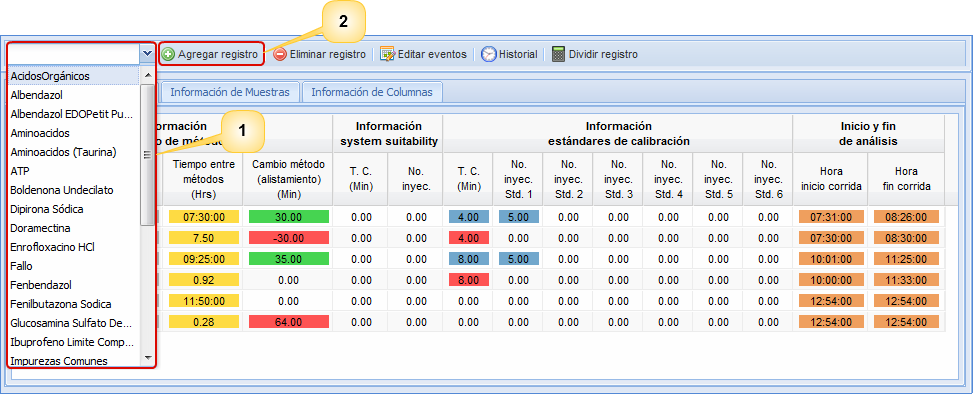 2
Agregar registro Eliminar registro Editar eventos Historial Dividir registro
AcidosOrgánicos
Albendazol
Albendazol EDOPetit Pu...
Aminoacidos
Aminoacidos (Taurina)
ATP
Boldenona Undecilato
Dipirona Sódica
Doramectina
Enrofloxacino HCl
Fallo
Fenbendazol
Fenilbutazona Sodica
Glucosamina Sulfato De...
Ibuprofeno Limite Comp...
Impurezas Comunes
1
Información de Muestras Información de Columnas
ormación
o de método
Información
system suitability
Información
estándares de calibración
Inicio y fin
de análisis
Tiempo entre
métodos
(Hrs)
Cambio método
(alistamiento)
(Min)
T. C.
(Min)
No.
inyec.
T. C.
(Min)
No.
inyec.
Std. 1
No.
inyec.
Std. 2
No.
inyec.
Std. 3
No.
inyec.
Std. 4
No.
inyec.
Std. 5
No.
inyec.
Std. 6
Hora
inicio corrida
Hora
fin corrida
07:30:00 30.00 0.00 0.00 4.00 5.00 0.00 0.00 0.00 0.00 0.00 07:31:00 08:26:00
7.50 -30.00 0.00 0.00 4.00 0.00 0.00 0.00 0.00 0.00 0.00 07:30:00 08:30:00
09:25:00 35.00 0.00 0.00 8.00 5.00 0.00 0.00 0.00 0.00 0.00 10:01:00 11:25:00
0.92 0.00 0.00 0.00 8.00 0.00 0.00 0.00 0.00 0.00 0.00 10:00:00 11:33:00
11:50:00 0.00 0.00 0.00 0.00 0.00 0.00 0.00 0.00 0.00 0.00 12:54:00 12:54:00
0.28 64.00 0.00 0.00 0.00 0.00 0.00 0.00 0.00 0.00 0.00 12:54:00 12:54:00